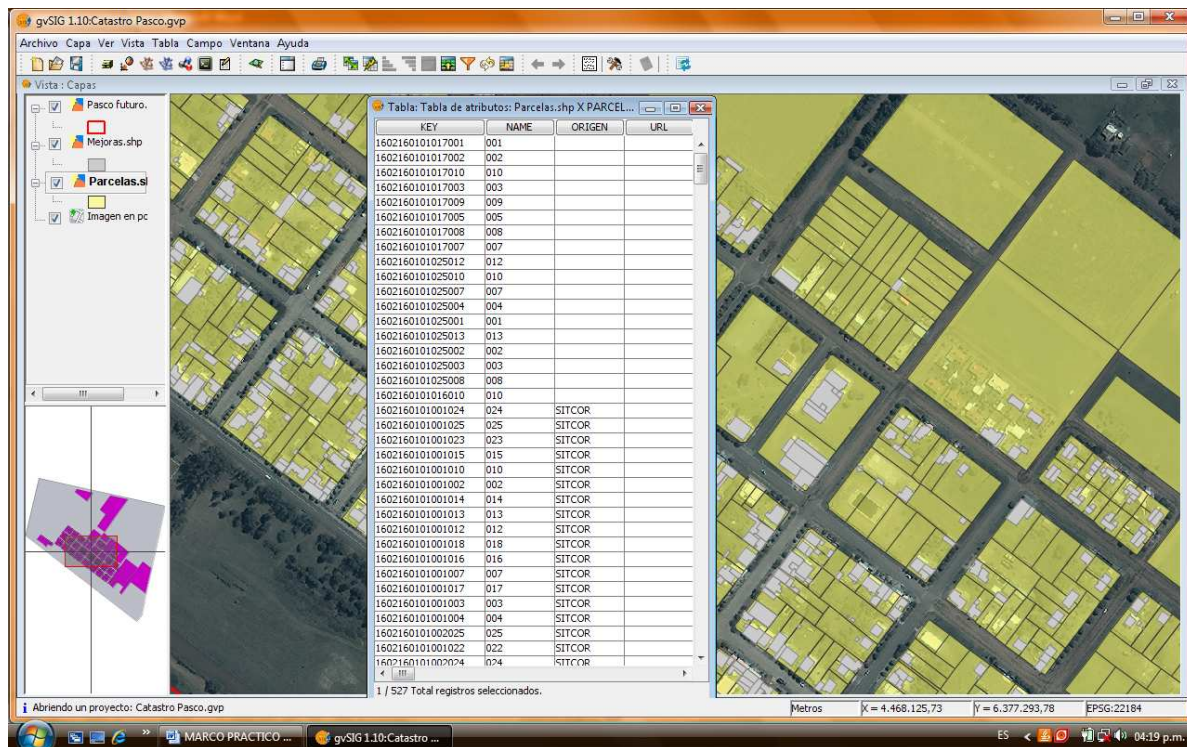 gvSIG 1.10:Catastro Pasco.gvp
Archivo Capa Ver Vista Tabla Campo Ventana Ayuda
Vista : Capas
Pasco futuro.
Mejoras.shp
Parcelas.sl
Imagen en pc
Tabla: Tabla de atributos: Parcelas.shp X PARCEL...
KEY NAME ORIGEN URL
1602160101017001 001
1602160101017002 002
1602160101017010 010
1602160101017003 003
1602160101017009 009
1602160101017005 005
1602160101017008 008
1602160101017007 007
1602160101025012 012
1602160101025010 010
1602160101025007 007
1602160101025004 004
1602160101025001 001
1602160101025013 013
1602160101025002 002
1602160101025003 003
1602160101025008 008
1602160101016010 010
1602160101001024 024 SITCOR
1602160101001025 025 SITCOR
1602160101001023 023 SITCOR
1602160101001015 015 SITCOR
1602160101001010 010 SITCOR
1602160101001002 002 SITCOR
1602160101001014 014 SITCOR
1602160101001013 013 SITCOR
1602160101001012 012 SITCOR
1602160101001018 018 SITCOR
1602160101001016 016 SITCOR
1602160101001007 007 SITCOR
1602160101001017 017 SITCOR
1602160101001003 003 SITCOR
1602160101001004 004 SITCOR
1602160101002025 025 SITCOR
1602160101001022 022 SITCOR
1602160101002024 024 SITCOR
1 / 527 Total registros seleccionados.
Abriendo un proyecto: Catastro Pasco.gvp
Metros X = 4.468.125,73 Y = 6.377.293,78 EPSG:22184
MARCO PRACTICO ... gvSIG 1.10:Catastro ... ES 04:19 p.m.